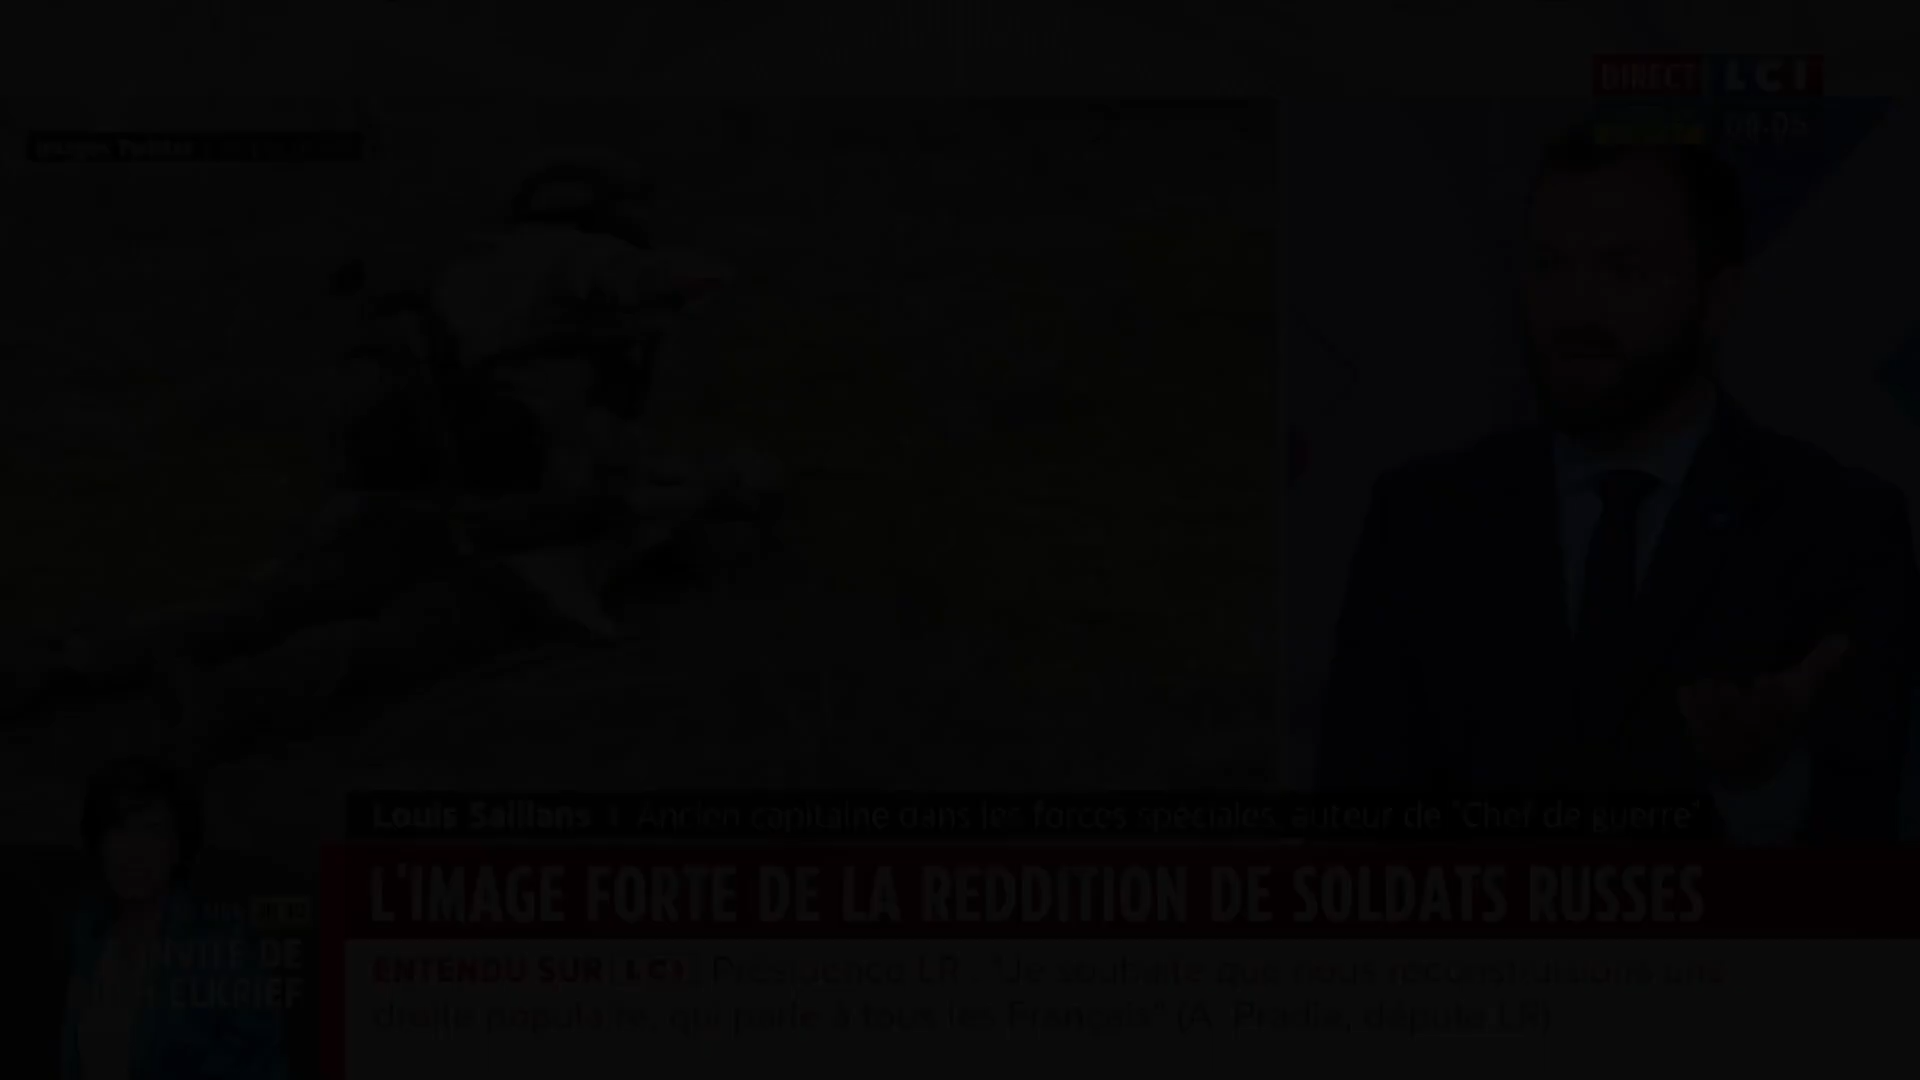 DIRECT LCI
Images Twitter
Louis Saillans | Ancien capitaine dans les forces spéciales, auteur de "Chef de guerre"
L'IMAGE FORTE DE LA REDDITION DE SOLDATS RUSSES
L'INVITÉ DE
ELKRIEF
ENTENDU SUR LCI Présidence LR : "Je souhaite que nous reconstruisions une
droite populaire, qui parle à tous les Français" (A. Pradié, député LR)